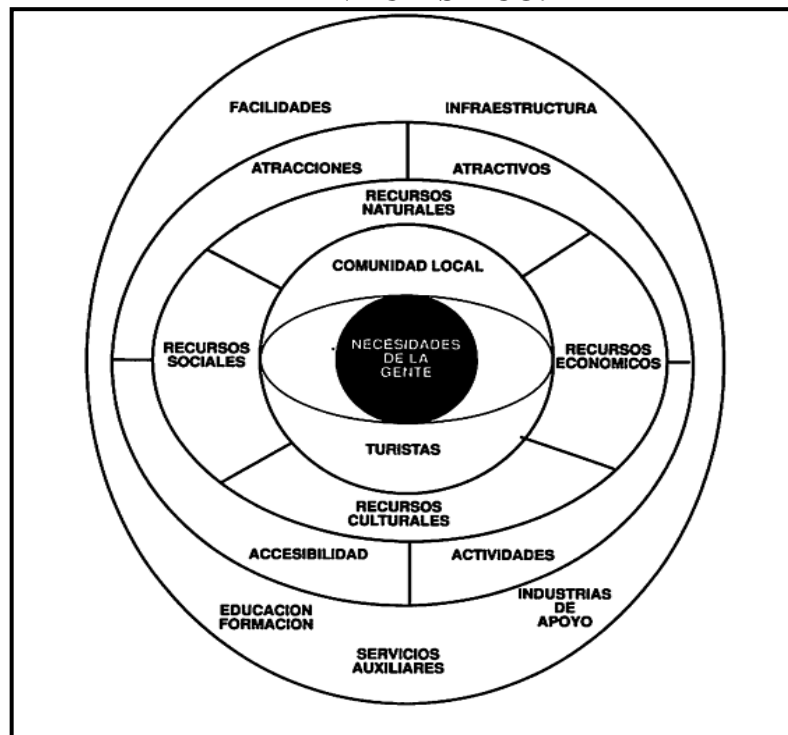 FACILIDADES INFRAESTRUCTURA
ATRACCIONES ATRACTIVOS
RECURSOS
NATURALES
COMUNIDAD LOCAL
RECURSOS
SOCIALES
NECESIDADES
DE LA
GENTE
RECURSOS
ECONOMICOS
TURISTAS
RECURSOS
CULTURALES
ACCESIBILIDAD ACTIVIDADES
EDUCACION
FORMACION
INDUSTRIAS
DE
APOYO
SERVICIOS
AUXILIARES